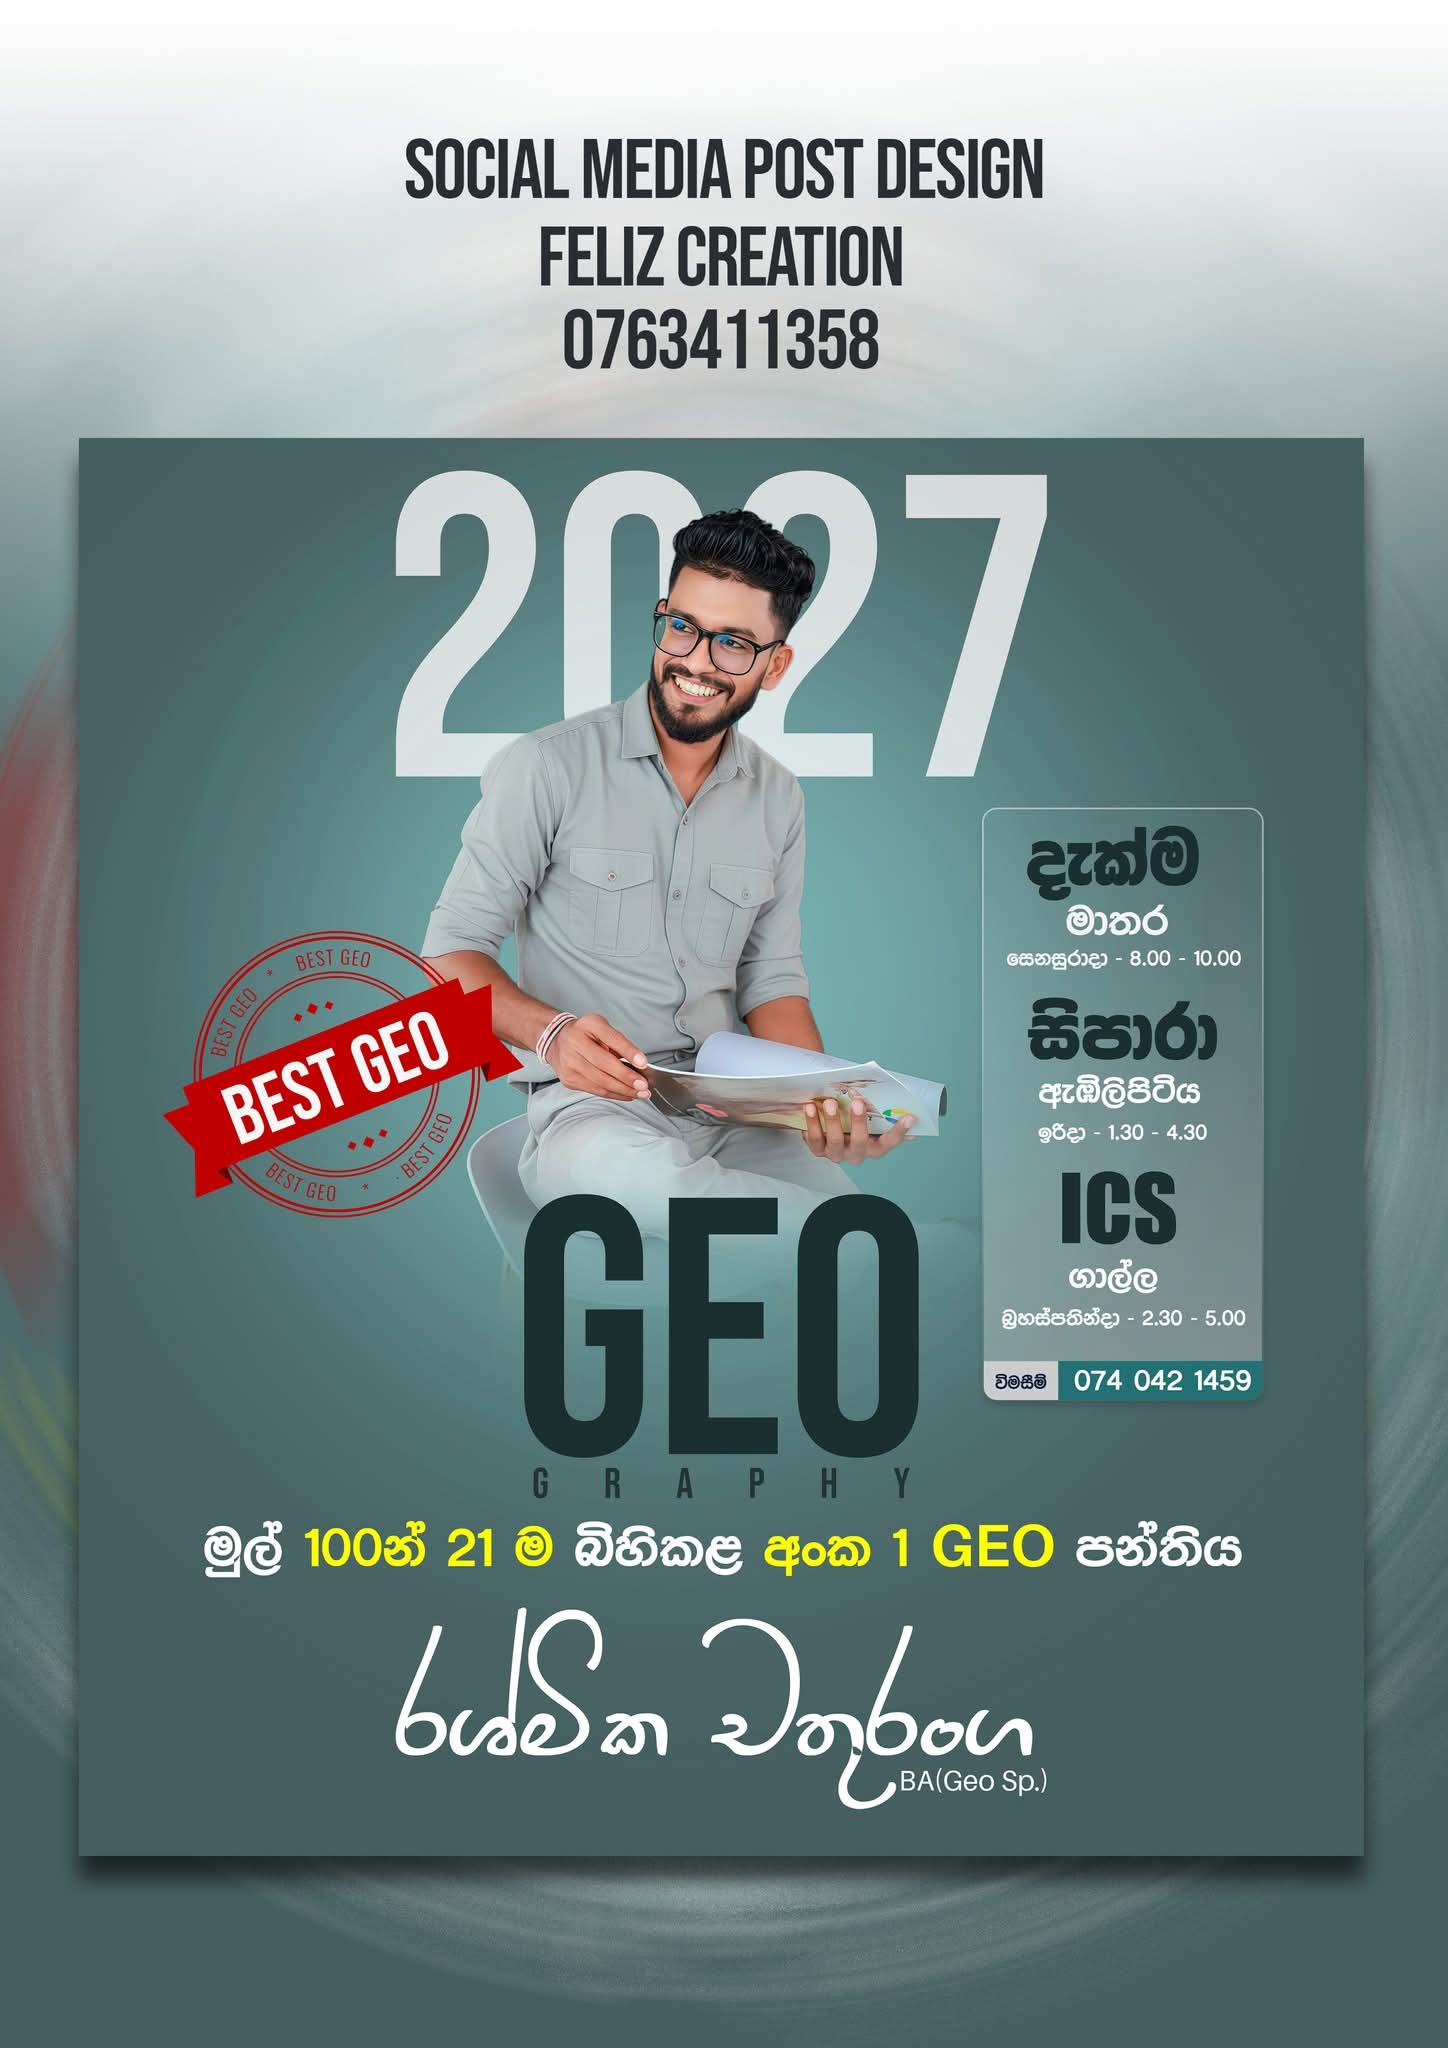 SOCIAL MEDIA POST DESIGN
FELIZ CREATION
0763411358
2027
දැක්ම
මාතර
සෙනසුරාදා - 8.00 - 10.00
සිපාරා
ඇඹිලිපිටිය
ඉරිදා - 1.30 - 4.30
ICS
ගාල්ල
බ්‍රහස්පතින්දා - 2.30 - 5.00
විමසීම් 074 042 1459
BEST GEO
BEST GEO
BEST GEO
BEST GEO
BEST GEO
GEO
GRAPHY
මුල් 100න් 21 ම බිහිකළ අංක 1 GEO පන්තිය
රශ්මික චතුරංග
BA(Geo Sp.)